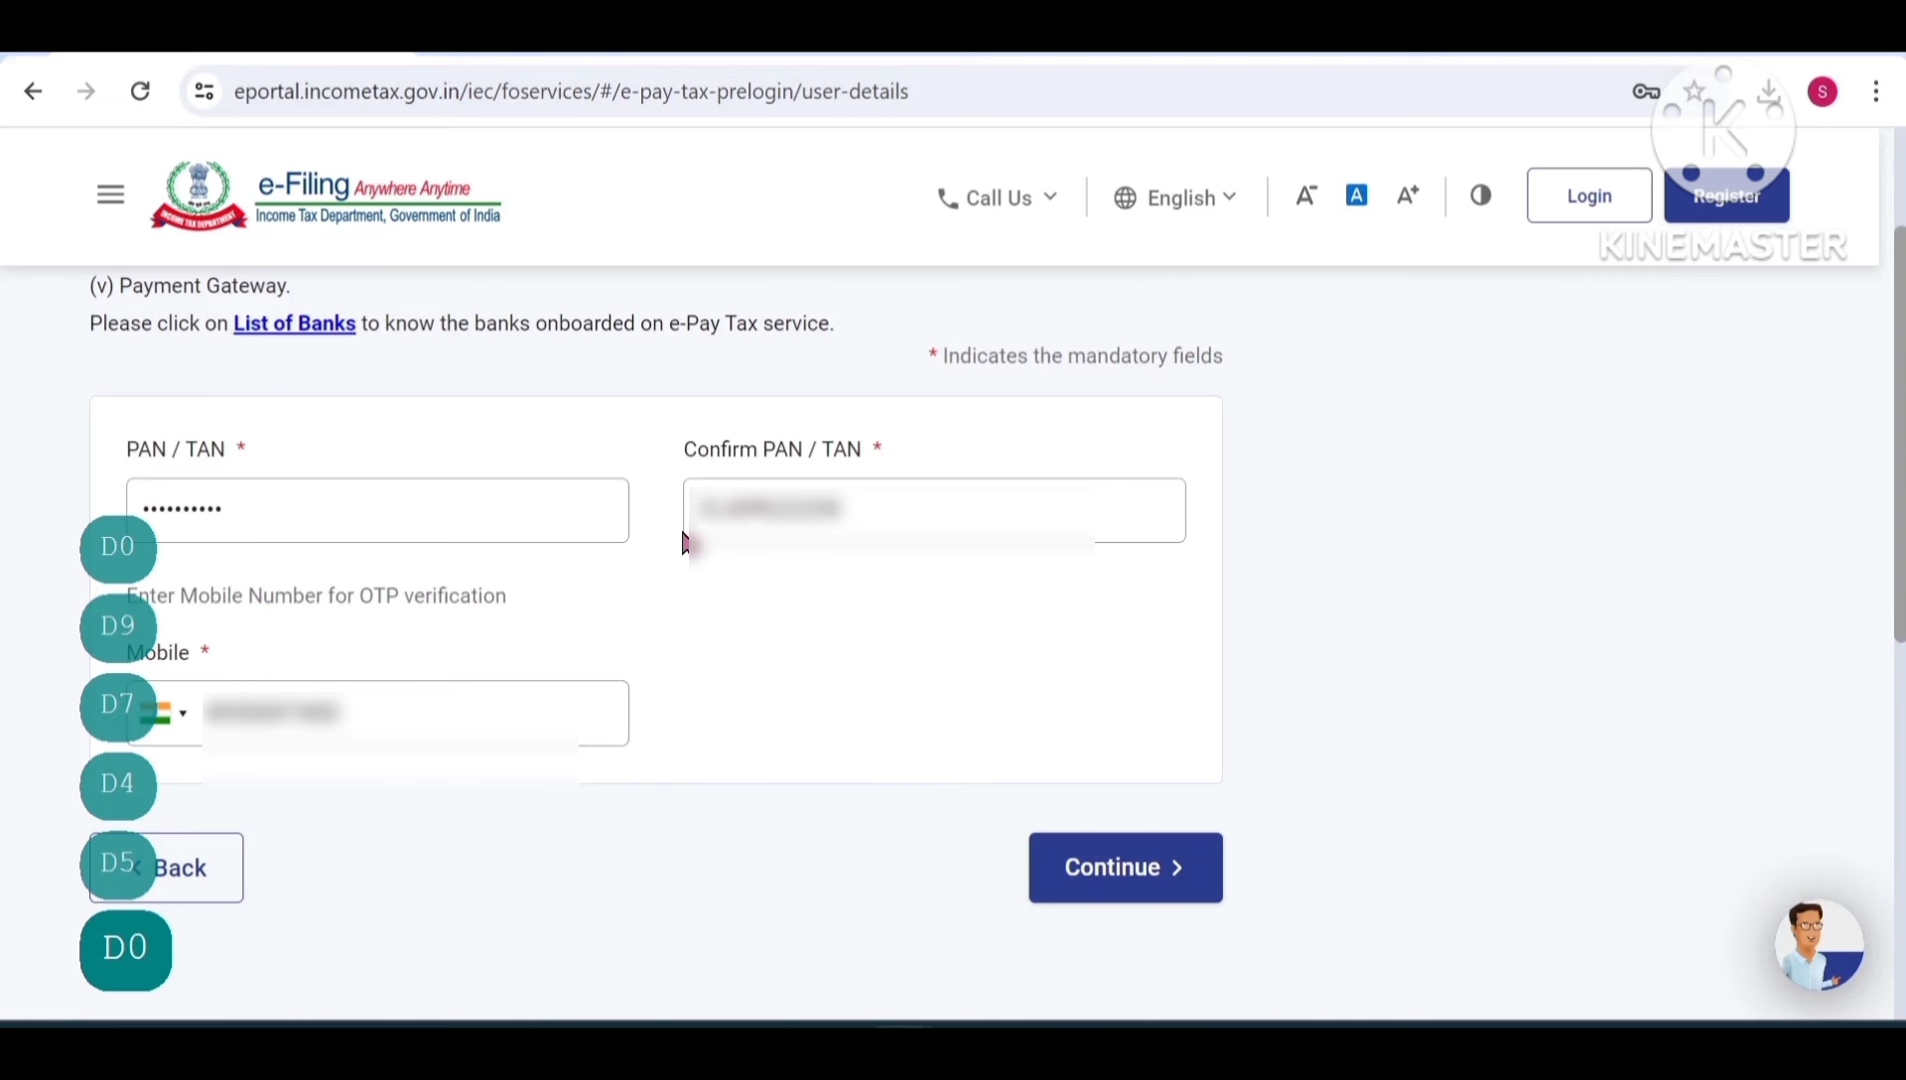 eportal.incometax.gov.in/iec/foservices/#/e-pay-tax-prelogin/user-details
S
K
e-Filing Anywhere Anytime
Income Tax Department, Government of India
INCOME TAX DEPARTMENT
Call Us
English
A-
A
A+
Login
Register
KINEMASTER
(v) Payment Gateway.
Please click on List of Banks to know the banks onboarded on e-Pay Tax service.
* Indicates the mandatory fields
PAN / TAN *
Confirm PAN / TAN *
••••••••••
D0
Enter Mobile Number for OTP verification
D9
Mobile *
D7
D4
D5
Back
Continue
D0